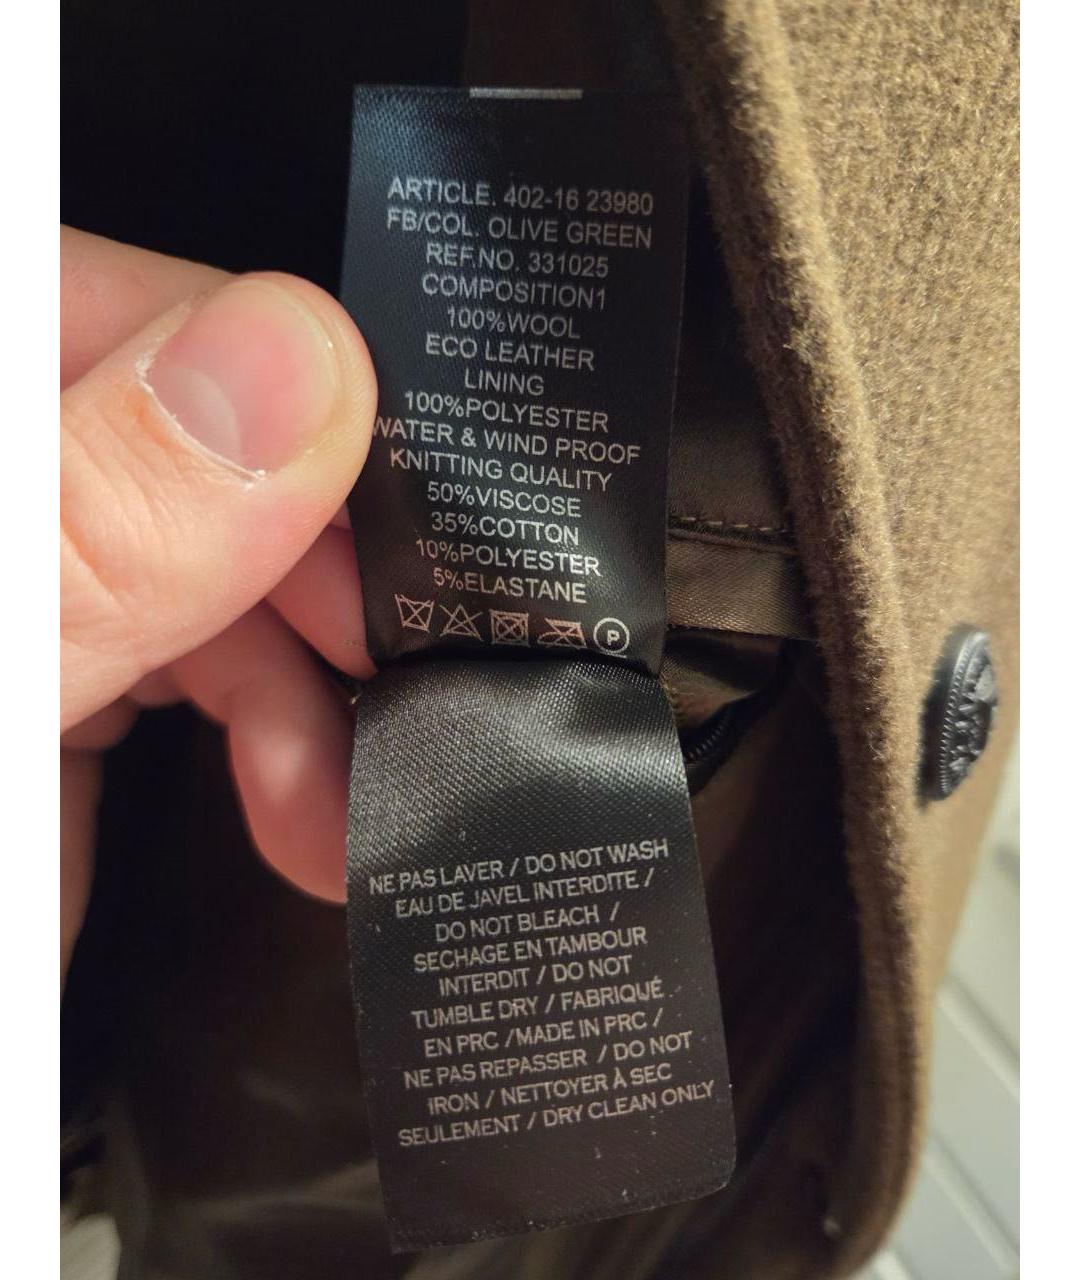 ARTICLE. 402-16 23980
FB/COL. OLIVE GREEN
REF.NO. 331025
COMPOSITION1
100%WOOL
ECO LEATHER
LINING
100%POLYESTER
WATER & WIND PROOF
KNITTING QUALITY
50%VISCOSE
35%COTTON
10%POLYESTER
5%ELASTANE
P
NE PAS LAVER / DO NOT WASH
EAU DE JAVEL INTERDITE /
DO NOT BLEACH /
SECHAGE EN TAMBOUR
INTERDIT / DO NOT
TUMBLE DRY / FABRIQUÉ
EN PRC /MADE IN PRC /
NE PAS REPASSER / DO NOT
IRON / NETTOYER À SEC
SEULEMENT / DRY CLEAN ONLY